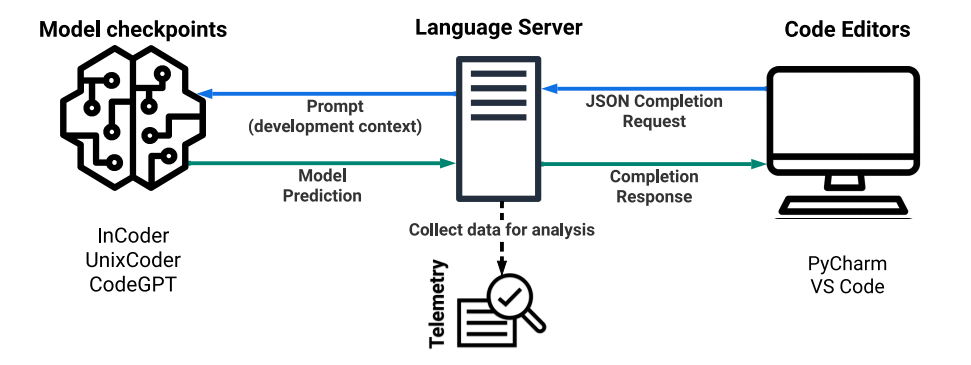 Model checkpoints
Language Server
Code Editors
Prompt
(development context)
JSON Completion
Request
Model
Prediction
Completion
Response
Collect data for analysis
InCoder
UnixCoder
CodeGPT
PyCharm
VS Code
Telemetry